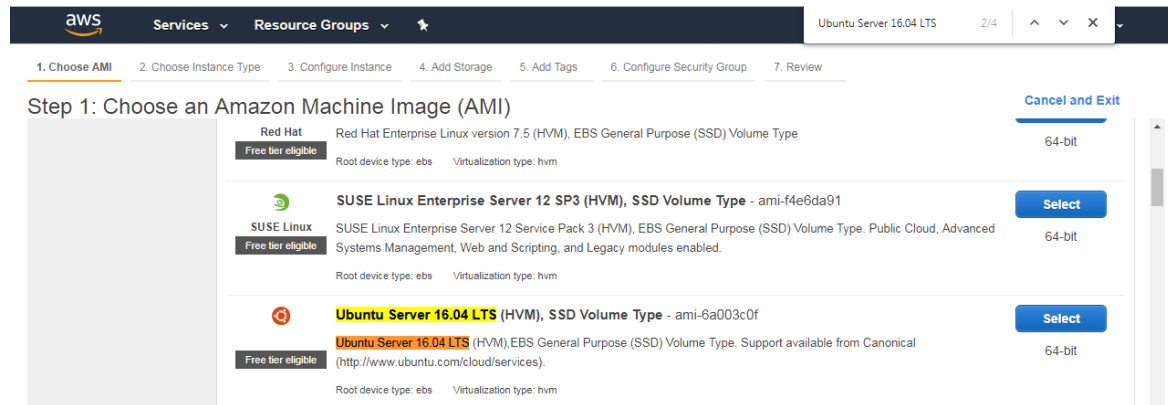 aws Services Resource Groups
Ubuntu Server 16.04 LTS 2/4
1. Choose AMI 2. Choose Instance Type 3. Configure Instance 4. Add Storage 5. Add Tags 6. Configure Security Group 7. Review
Step 1: Choose an Amazon Machine Image (AMI)
Cancel and Exit
Red Hat
Free tier eligible
Red Hat Enterprise Linux version 7.5 (HVM), EBS General Purpose (SSD) Volume Type
Root device type: ebs Virtualization type: hvm
64-bit
SUSE Linux
Free tier eligible
SUSE Linux Enterprise Server 12 SP3 (HVM), SSD Volume Type - ami-f4e6da91
SUSE Linux Enterprise Server 12 Service Pack 3 (HVM), EBS General Purpose (SSD) Volume Type. Public Cloud, Advanced
Systems Management, Web and Scripting, and Legacy modules enabled.
Root device type: ebs Virtualization type: hvm
Select
64-bit
Free tier eligible
Ubuntu Server 16.04 LTS (HVM), SSD Volume Type - ami-6a003c0f
Ubuntu Server 16.04 LTS (HVM),EBS General Purpose (SSD) Volume Type. Support available from Canonical
(http://www.ubuntu.com/cloud/services).
Root device type: ebs Virtualization type: hvm
Select
64-bit